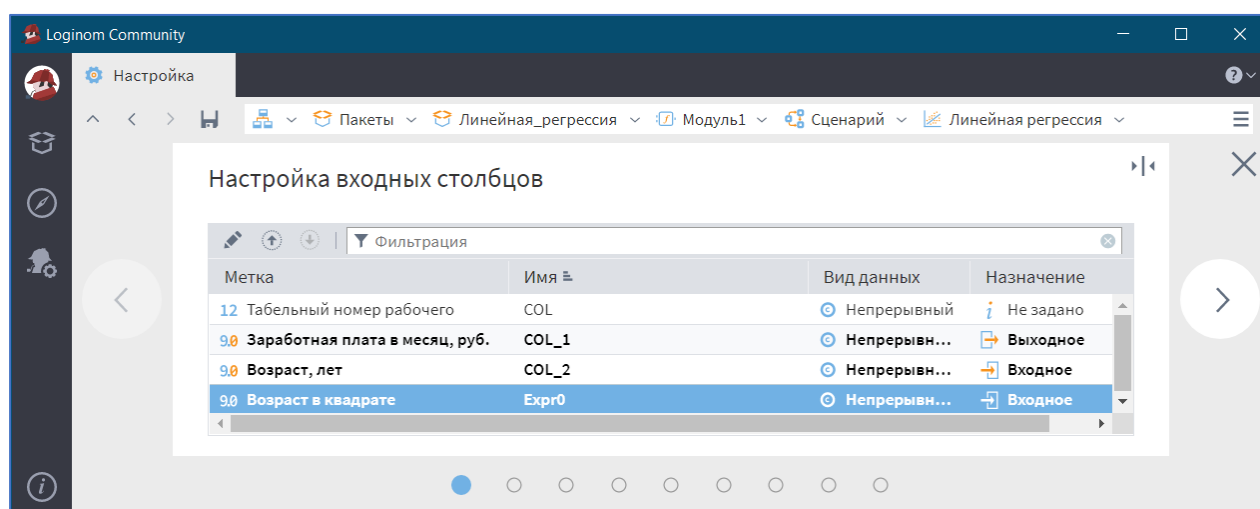 Loginom Community
Настройка
Пакеты Линейная_регрессия Модуль1 Сценарий Линейная регрессия
Настройка входных столбцов
Фильтрация
Метка Имя Вид данных Назначение
12 Табельный номер рабочего COL Непрерывный Не задано
9.0 Заработная плата в месяц, руб. COL_1 Непрерывн... Выходное
9.0 Возраст, лет COL_2 Непрерывн... Входное
9.0 Возраст в квадрате Expr0 Непрерывн... Входное